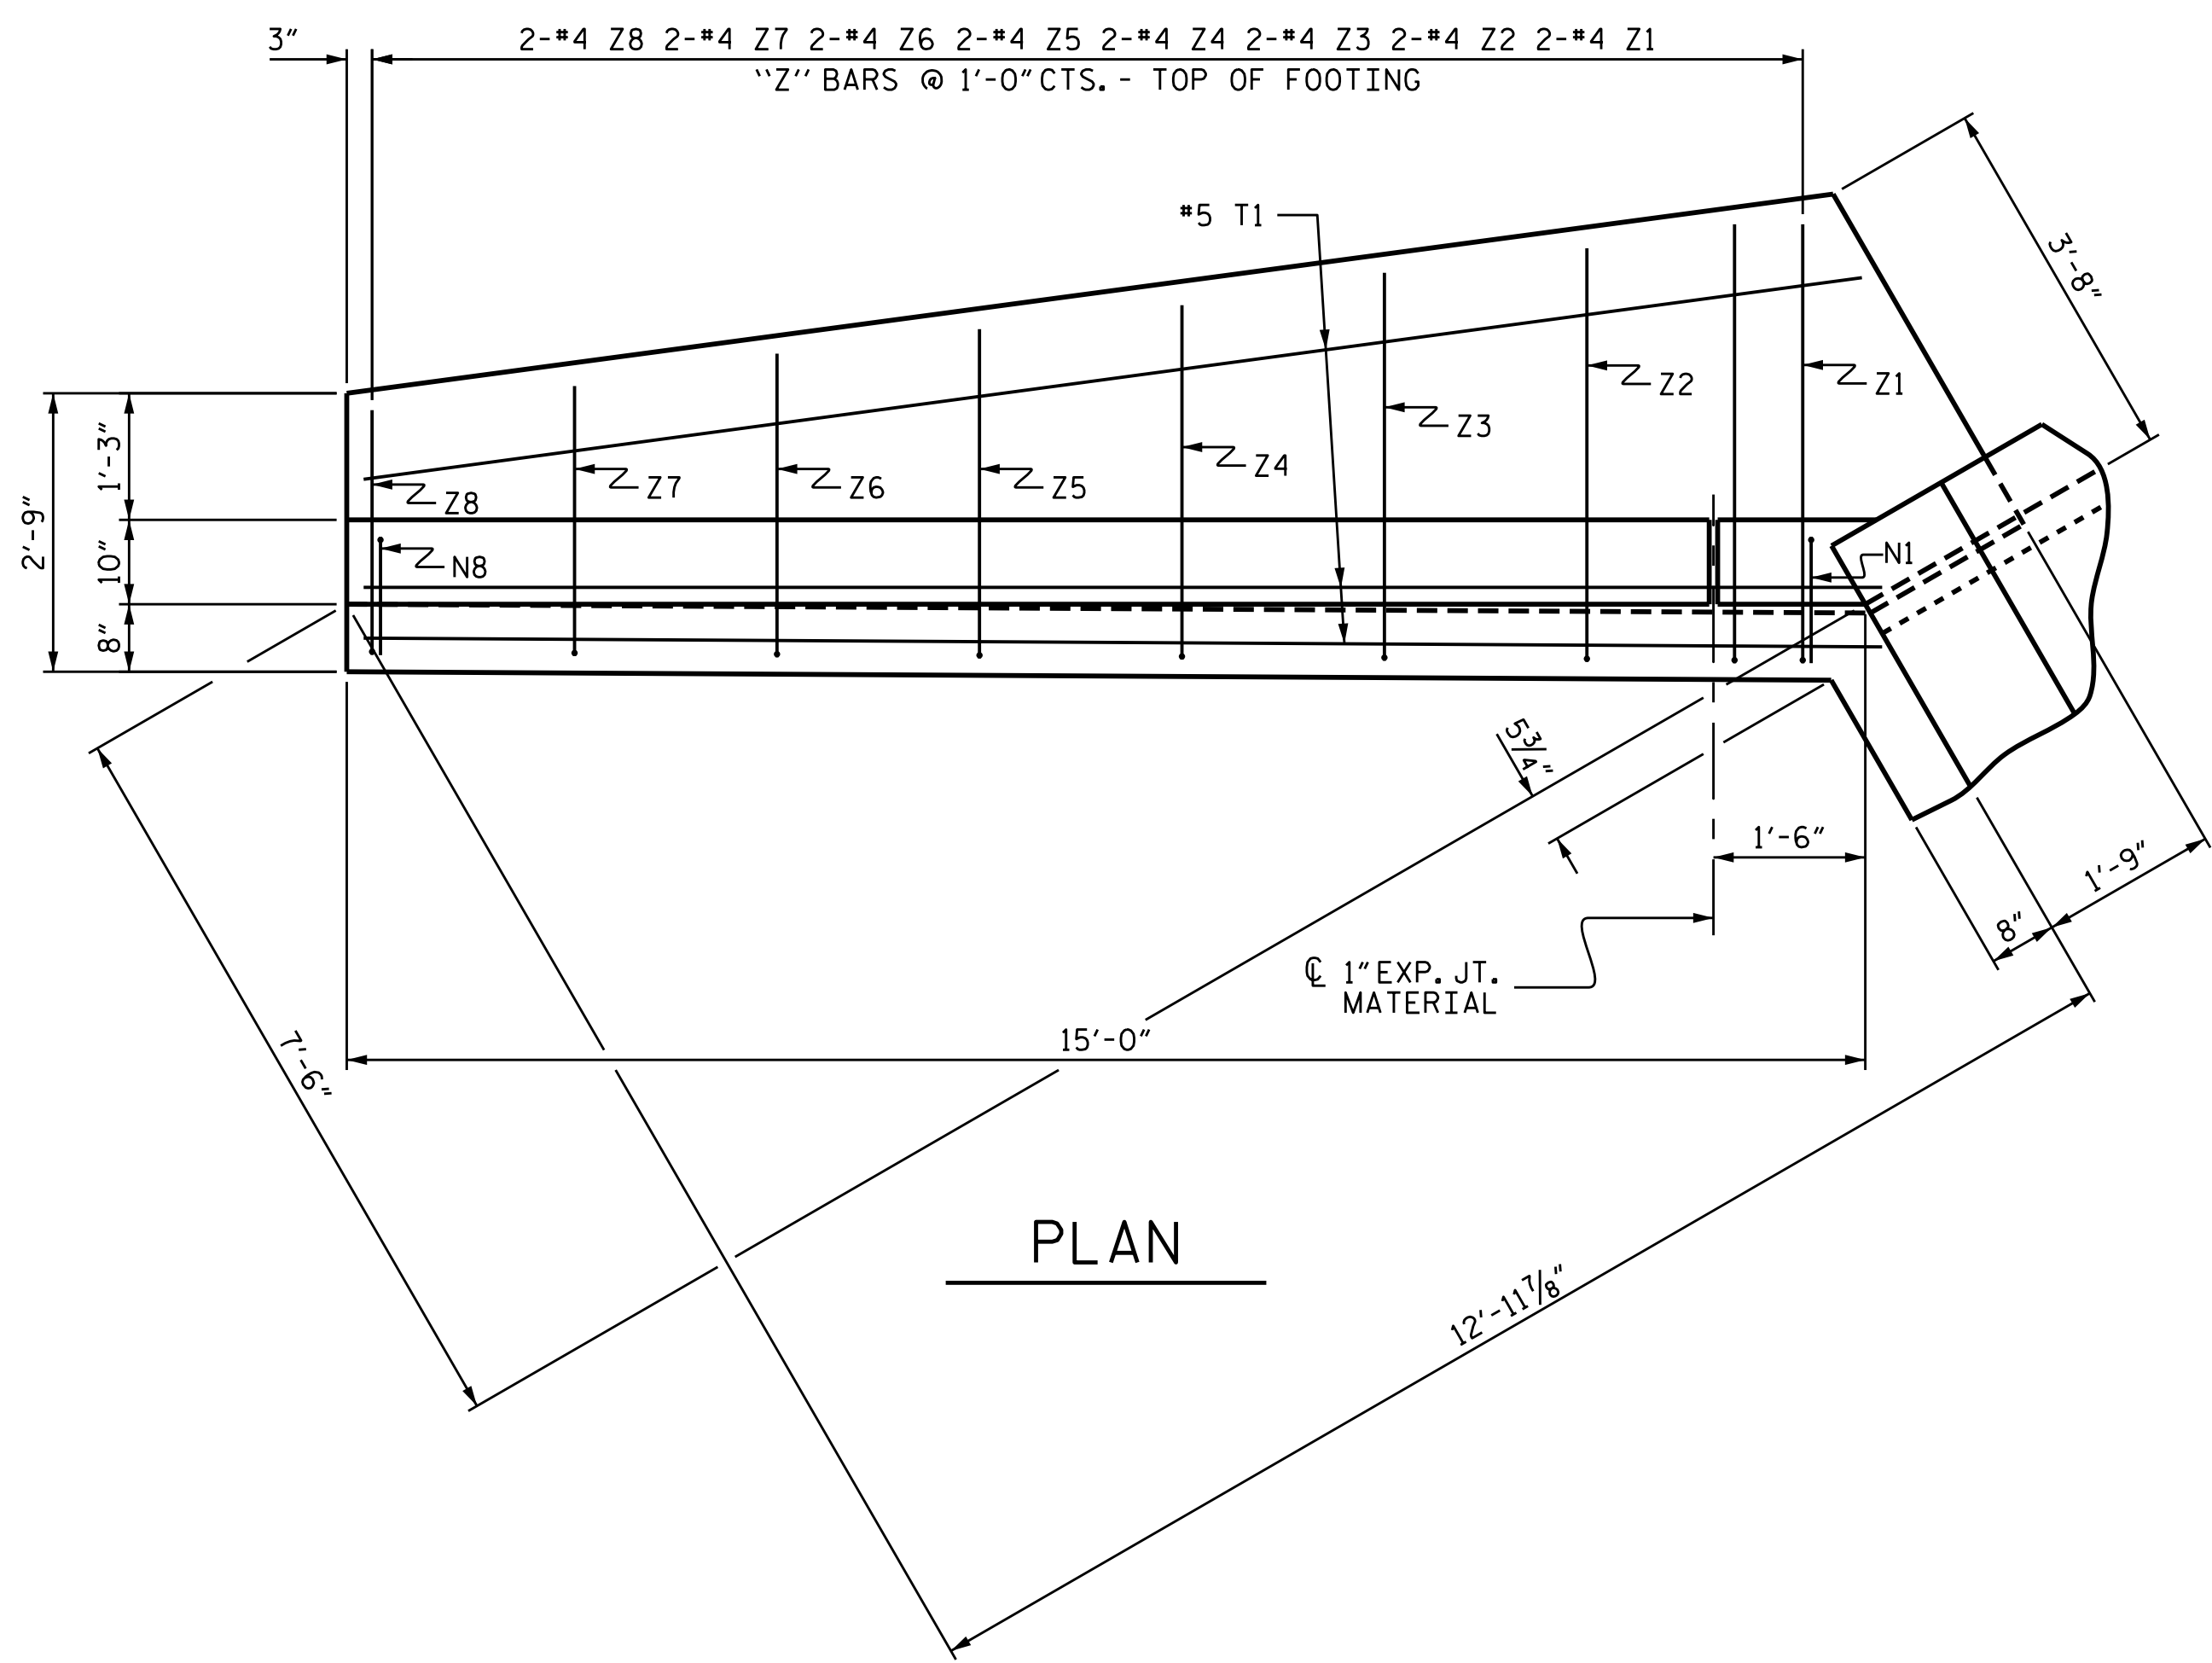 3"
2-#4 Z8 2-#4 Z7 2-#4 Z6 2-#4 Z5 2-#4 Z4 2-#4 Z3 2-#4 Z2 2-#4 Z1
"Z" BARS @ 1'-0" CTS. - TOP OF FOOTING
#5 T1
3'-8"
Z2
Z1
Z3
1'-3"
Z4
Z7
Z6
Z5
Z8
2'-9"
10"
N8
N1
8"
5 3/4"
1'-6"
1'-9"
8"
℄ 1" EXP. JT.
MATERIAL
15'-0"
7'-6"
PLAN
12'-11 7/8"